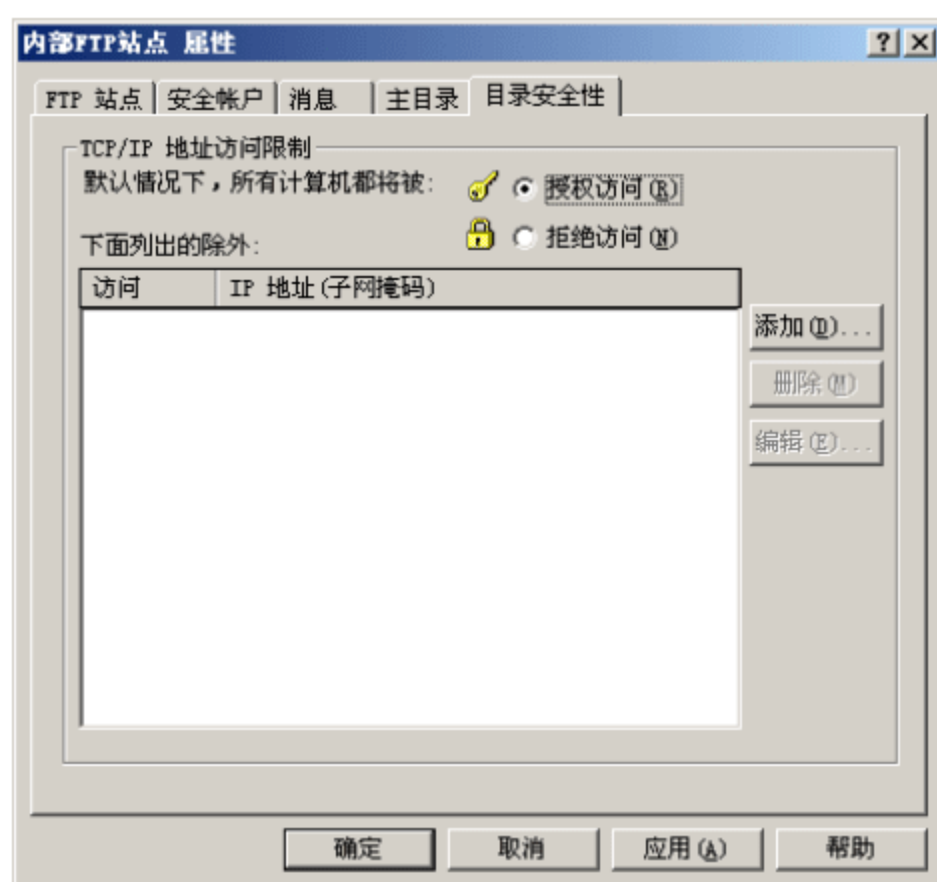 内部FTP站点 属性
FTP 站点 安全帐户 消息 主目录 目录安全性
TCP/IP 地址访问限制
默认情况下，所有计算机都将被: 授权访问(R)
下面列出的除外: 拒绝访问(N)
访问 IP 地址(子网掩码)
添加(D)...
删除(M)
编辑(E)...
确定 取消 应用(A) 帮助